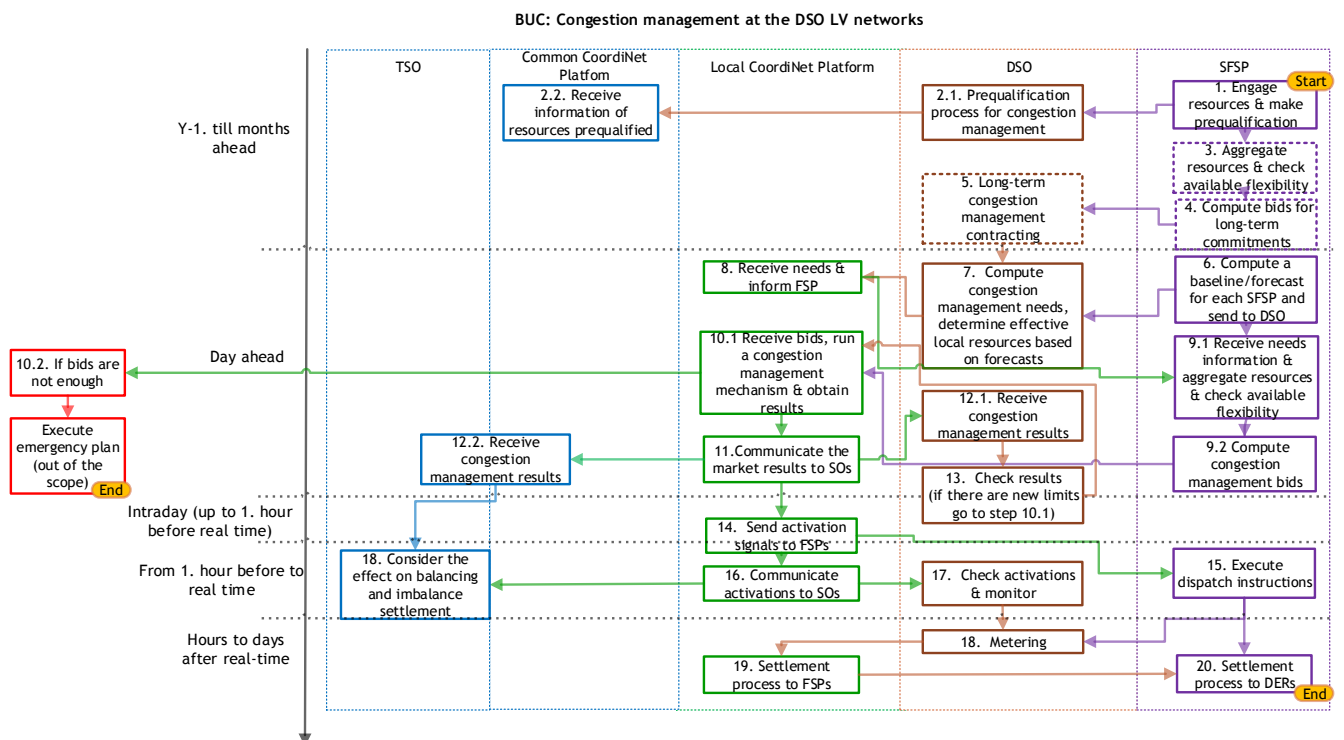 BUC: Congestion management at the DSO LV networks
TSO
Common CoordiNet
Platfom
Local CoordiNet Platform
DSO
SFSP
Y-1. till months
ahead
2.2. Receive
information of
resources prequalified
2.1. Prequalification
process for congestion
management
Start
1. Engage
resources & make
prequalification
3. Aggregate
resources & check
available flexibility
5. Long-term
congestion
management
contracting
4. Compute bids for
long-term
commitments
Day ahead
8. Receive needs &
inform FSP
7. Compute
congestion
management needs,
determine effective
local resources based
on forecasts
6. Compute a
baseline/forecast
for each SFSP and
send to DSO
10.2. If bids are
not enough
10.1 Receive bids, run
a congestion
management
mechanism & obtain
results
9.1 Receive needs
information &
aggregate resources
& check available
flexibility
Execute
emergency plan
(out of the
scope)
End
12.2. Receive
congestion
management results
11.Communicate the
market results to SOs
12.1. Receive
congestion
management results
9.2 Compute
congestion
management bids
13. Check results
(if there are new limits
go to step 10.1)
Intraday (up to 1. hour
before real time)
14. Send activation
signals to FSPs
From 1. hour before to
real time
18. Consider the
effect on balancing
and imbalance
settlement
16. Communicate
activations to SOs
17. Check activations
& monitor
15. Execute
dispatch instructions
Hours to days
after real-time
18. Metering
19. Settlement
process to FSPs
20. Settlement
process to DERs
End